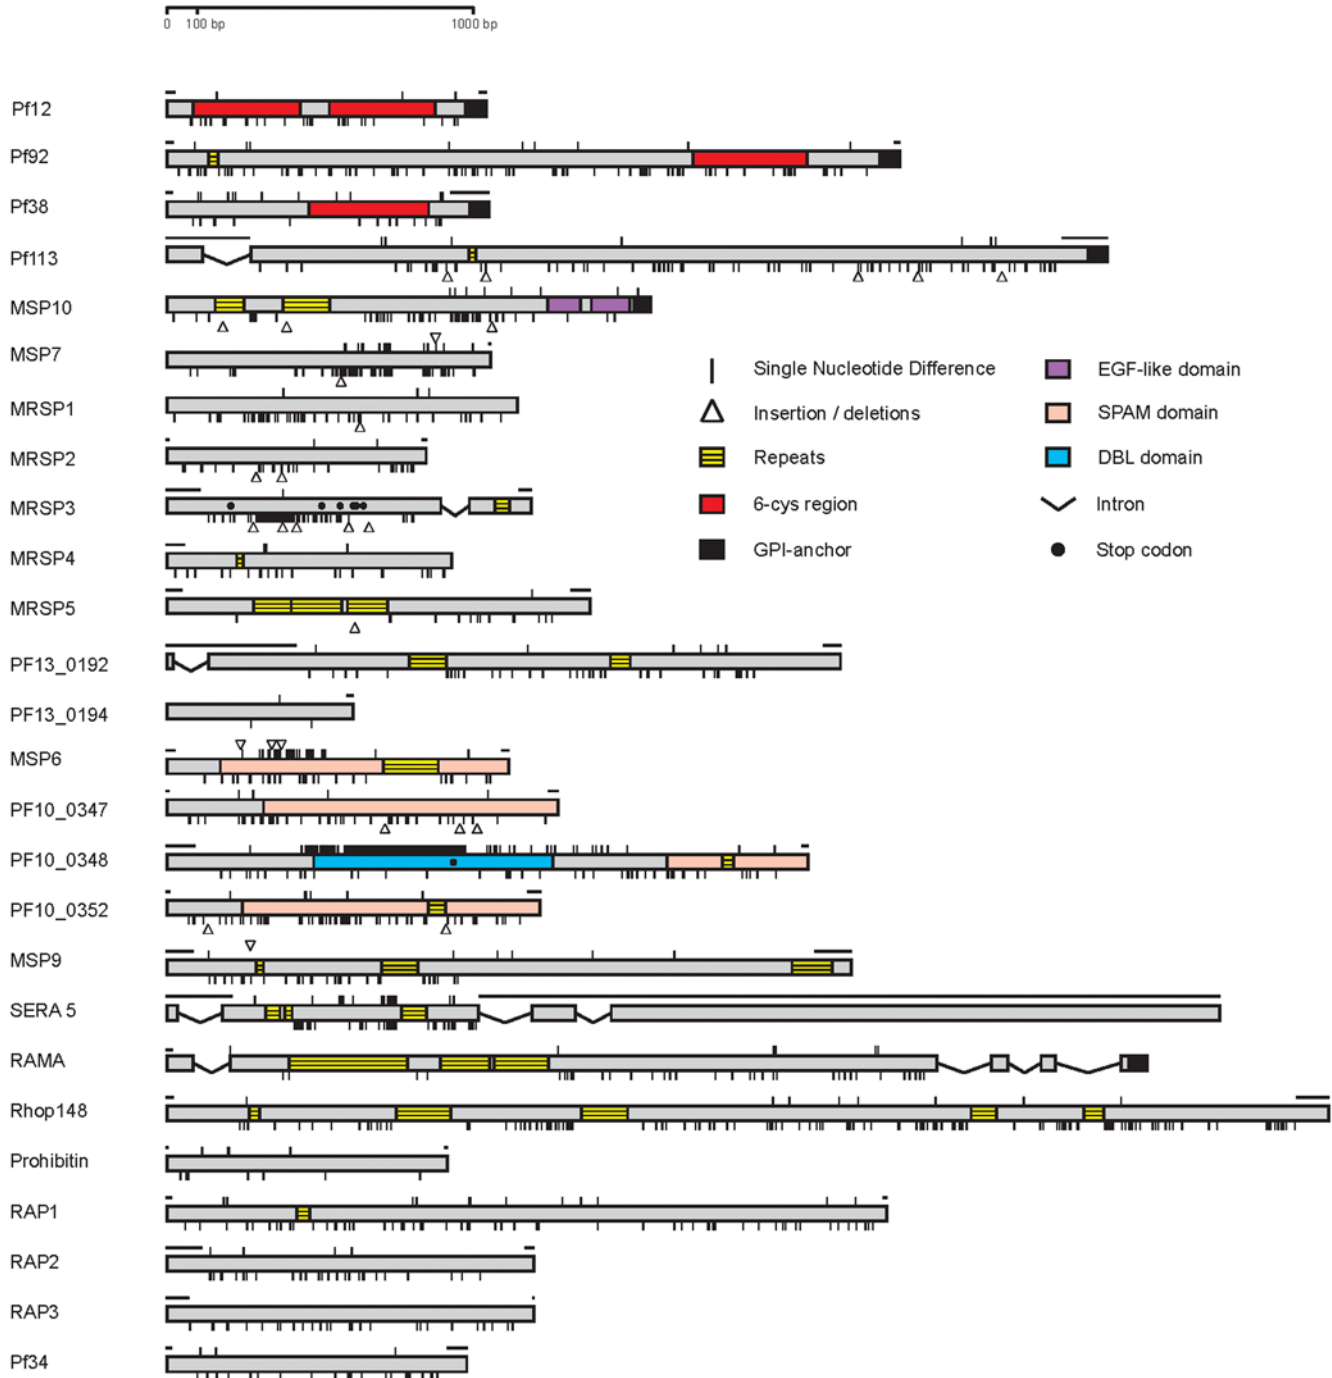 0 100 bp 1000 bp
Pf12
Pf92
Pf38
Pf113
MSP10
MSP7
Single Nucleotide Difference EGF-like domain
MRSP1
Insertion / deletions SPAM domain
MRSP2
Repeats DBL domain
MRSP3
6-cys region Intron
MRSP4
GPI-anchor Stop codon
MRSP5
PF13_0192
PF13_0194
MSP6
PF10_0347
PF10_0348
PF10_0352
MSP9
SERA 5
RAMA
Rhop148
Prohibitin
RAP1
RAP2
RAP3
Pf34